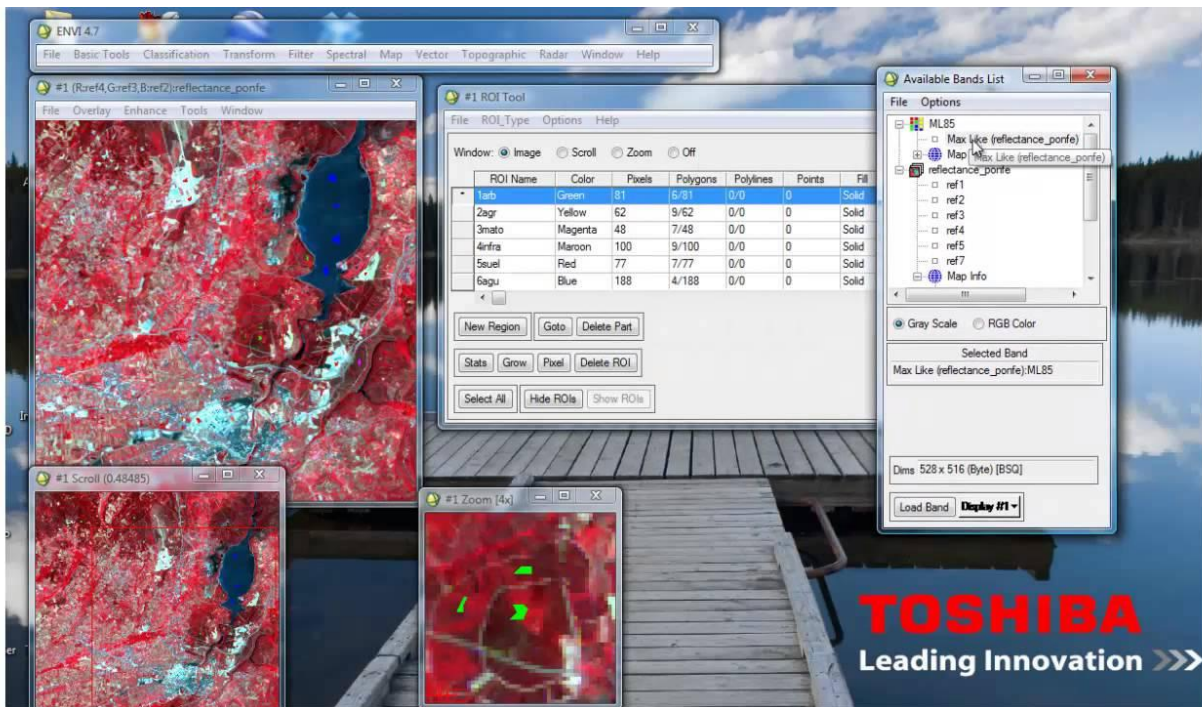 ENVI 4.7
File Basic Tools Classification Transform Filter Spectral Map Vector Topographic Radar Window Help
#1 (R:ref4,G:ref3,B:ref2):reflectance_ponfe
File Overlay Enhance Tools Window
#1 ROI Tool
File ROI_Type Options Help
Window: Image Scroll Zoom Off
ROI Name Color Pixels Polygons Polylines Points Fill
* 1arb Green 81 6/81 0/0 0 Solid
2agr Yellow 62 9/62 0/0 0 Solid
3mato Magenta 48 7/48 0/0 0 Solid
4infra Maroon 100 9/100 0/0 0 Solid
5suel Red 77 7/77 0/0 0 Solid
6agu Blue 188 4/188 0/0 0 Solid
New Region Goto Delete Part
Stats Grow Pixel Delete ROI
Select All Hide ROIs Show ROIs
Available Bands List
File Options
ML85
Max Like (reflectance_ponfe)
Map
Max Like (reflectance_ponfe)
reflectance_ponfe
ref1
ref2
ref3
ref4
ref5
ref7
Map Info
Gray Scale RGB Color
Selected Band
Max Like (reflectance_ponfe):ML85
Dims 528 x 516 (Byte) [BSQ]
Load Band Display #1
#1 Scroll (0.48485)
#1 Zoom [4x]
TOSHIBA
Leading Innovation >>>